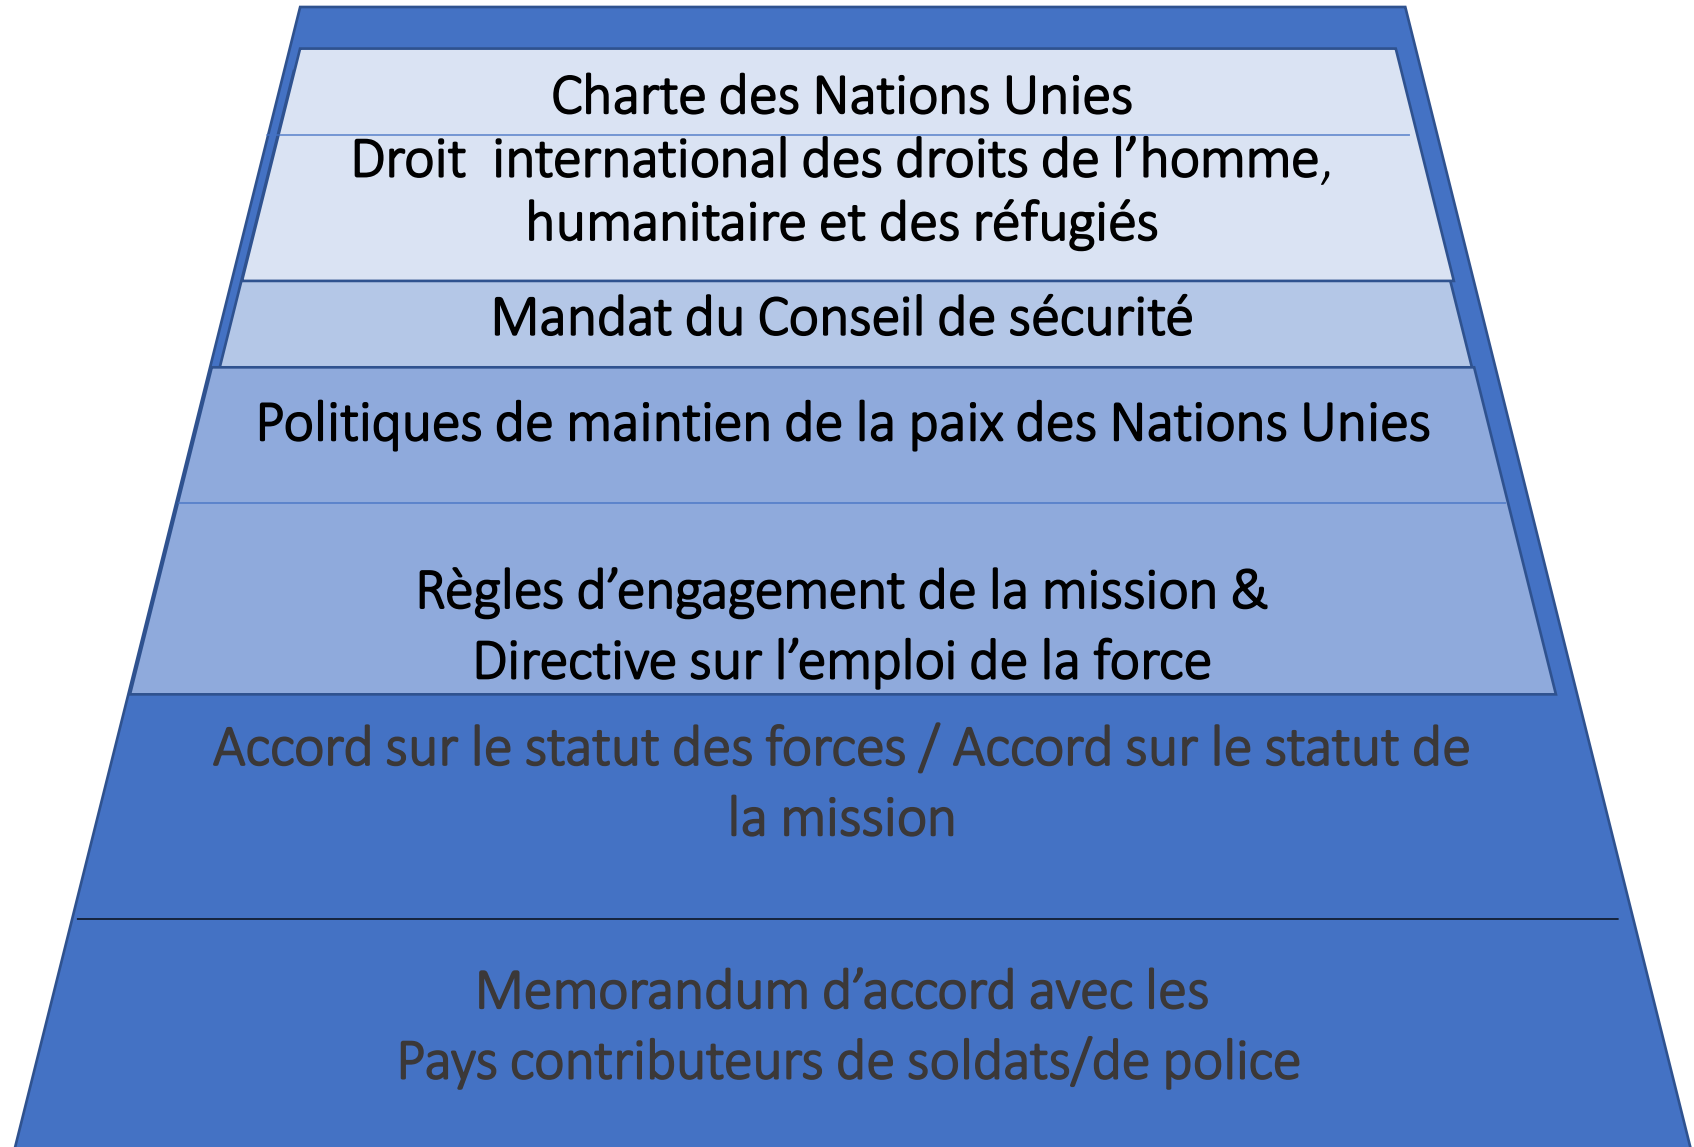 Charte des Nations Unies
Droit  international des droits de l’homme,
humanitaire et des réfugiés
Mandat du Conseil de sécurité
Politiques de maintien de la paix des Nations Unies
Règles d’engagement de la mission &
Directive sur l’emploi de la force
Accord sur le statut des forces / Accord sur le statut de
la mission
Memorandum d’accord avec les
Pays contributeurs de soldats/de police